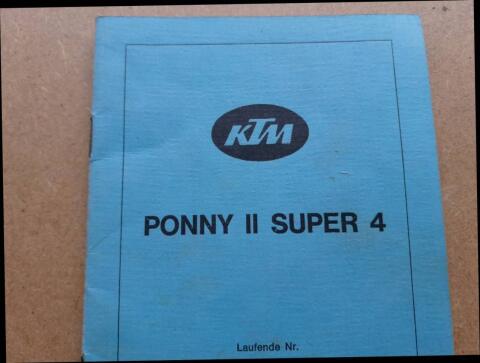 KTM
PONNY II SUPER 4
Laufende Nr.